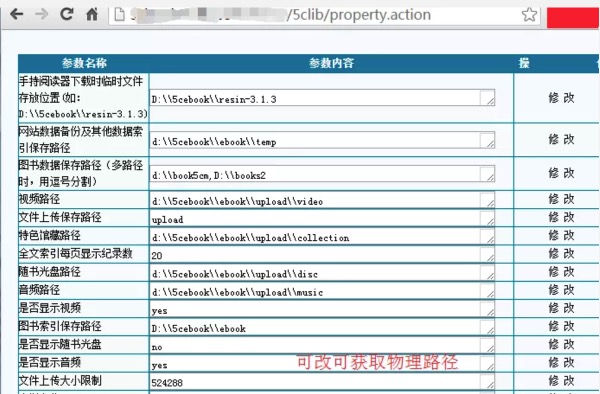 /5clib/property.action
参数名称 参数内容 操
手持阅读器下载时临时文件
存放位置(如:
D:\\5cebook\\resin-3.1.3)
D:\\5cebook\\resin-3.1.3
修 改
网站数据备份及其他数据索
引保存路径
d:\\5cebook\\ebook\\temp
修 改
图书数据保存路径(多路径
时,用逗号分割)
d:\\book5cm,D:\\books2
修 改
视频路径 d:\\5cebook\\ebook\\upload\\video 修 改
文件上传保存路径 upload 修 改
特色馆藏路径 d:\\5cebook\\ebook\\upload\\collection 修 改
全文索引每页显示纪录数 20 修 改
随书光盘路径 d:\\5cebook\\ebook\\upload\\disc 修 改
音频路径 d:\\5cebook\\ebook\\upload\\music 修 改
是否显示视频 yes 修 改
图书索引保存路径 D:\\5cebook\\ebook 修 改
是否显示随书光盘 no 修 改
是否显示音频 yes 可改可获取物理路径 修 改
文件上传大小限制 524288 修 改